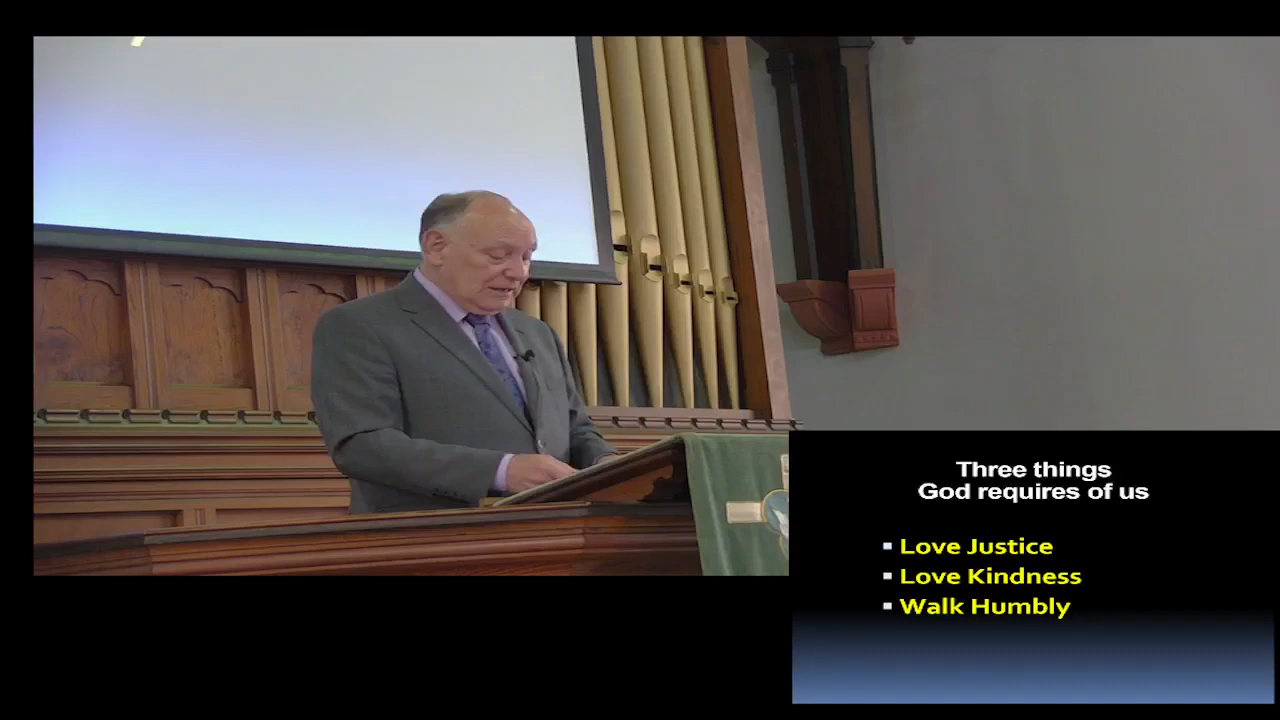 Three things
God requires of us
▪ Love Justice
▪ Love Kindness
▪ Walk Humbly